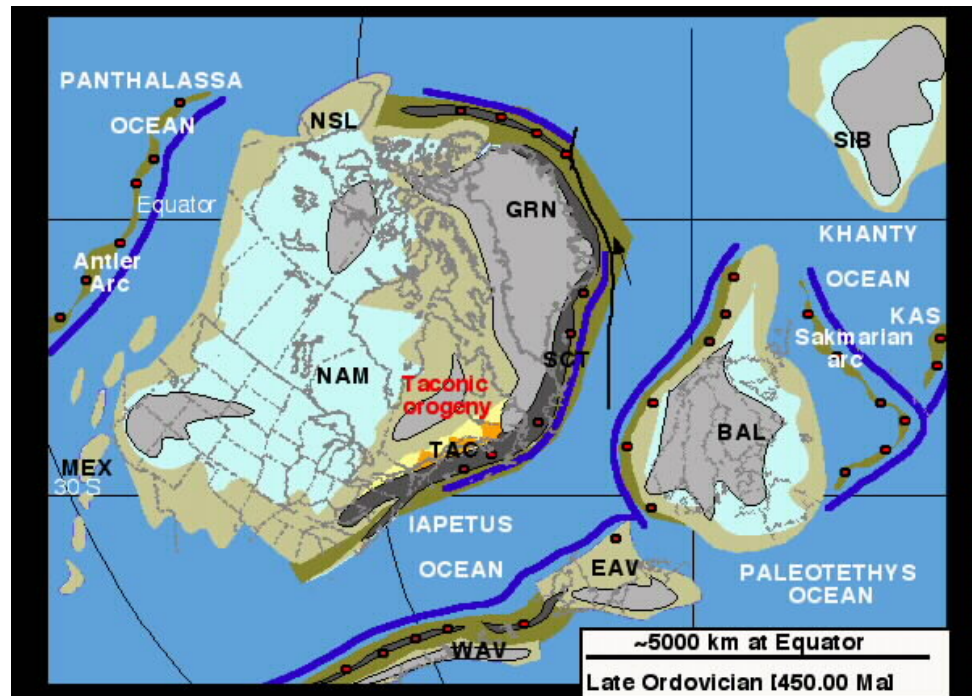 PANTHALASSA
OCEAN
NSL
SIB
Equator
GRN
KHANTY
OCEAN
Antler
Arc
KAS
Sakmarian
arc
SCT
NAM
Taconic
orogeny
TAC
BAL
MEX
30 S
IAPETUS
OCEAN
EAV
PALEOTETHYS
OCEAN
WAV
~5000 km at Equator
Late Ordovician [450.00 Ma]